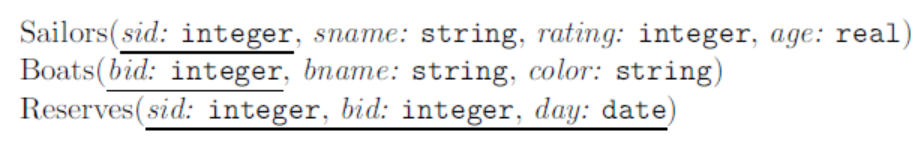 Sailors(sid: integer, sname: string, rating: integer, age: real)
Boats(bid: integer, bname: string, color: string)
Reserves(sid: integer, bid: integer, day: date)